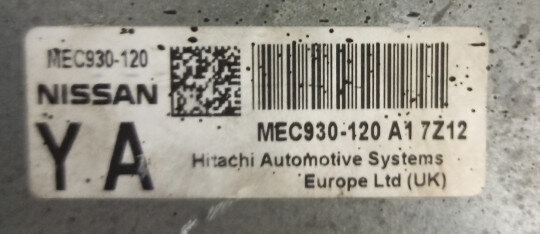 MEC930-120
NISSAN
YA
MEC930-120 A1 7Z12
Hitachi Automotive Systems
Europe Ltd (UK)